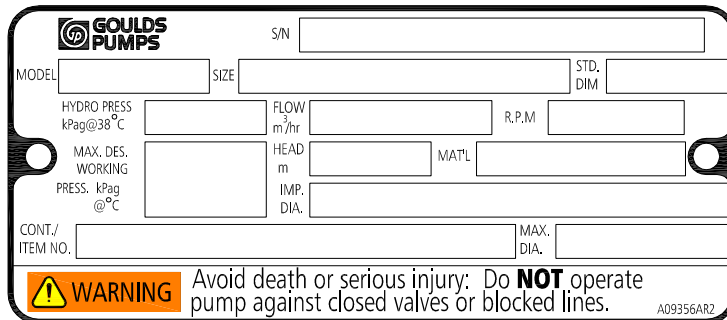 GOULDS PUMPS
S/N
MODEL SIZE STD. DIM
HYDRO PRESS kPag@38°C FLOW m³/hr R.P.M
MAX. DES. WORKING PRESS. kPag @°C HEAD m MAT'L
IMP. DIA.
CONT./ ITEM NO. MAX. DIA.
WARNING Avoid death or serious injury: Do NOT operate
pump against closed valves or blocked lines.
A09356AR2